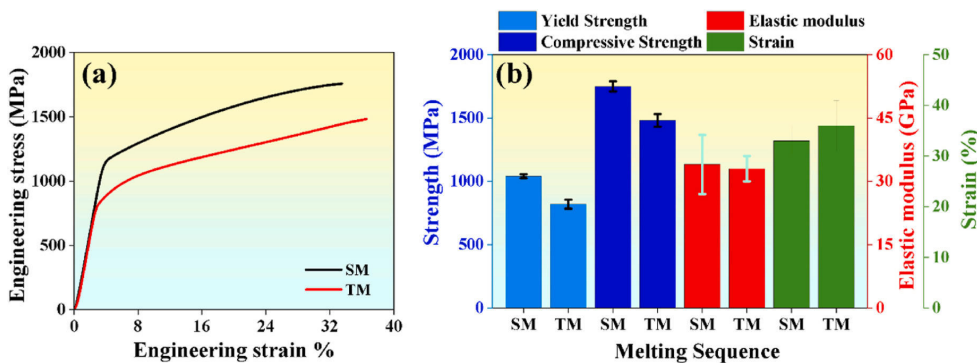 (a)
Engineering stress (MPa)
2000
1500
1000
500
0
SM
TM
0 8 16 24 32 40
Engineering strain %
Yield Strength Elastic modulus
Compressive Strength Strain
(b)
Strength (MPa)
2000
1500
1000
500
0
SM TM SM TM SM TM SM TM
Melting Sequence
60
45
30
15
0
Elastic modulus (GPa)
50
40
30
20
10
0
Strain (%)